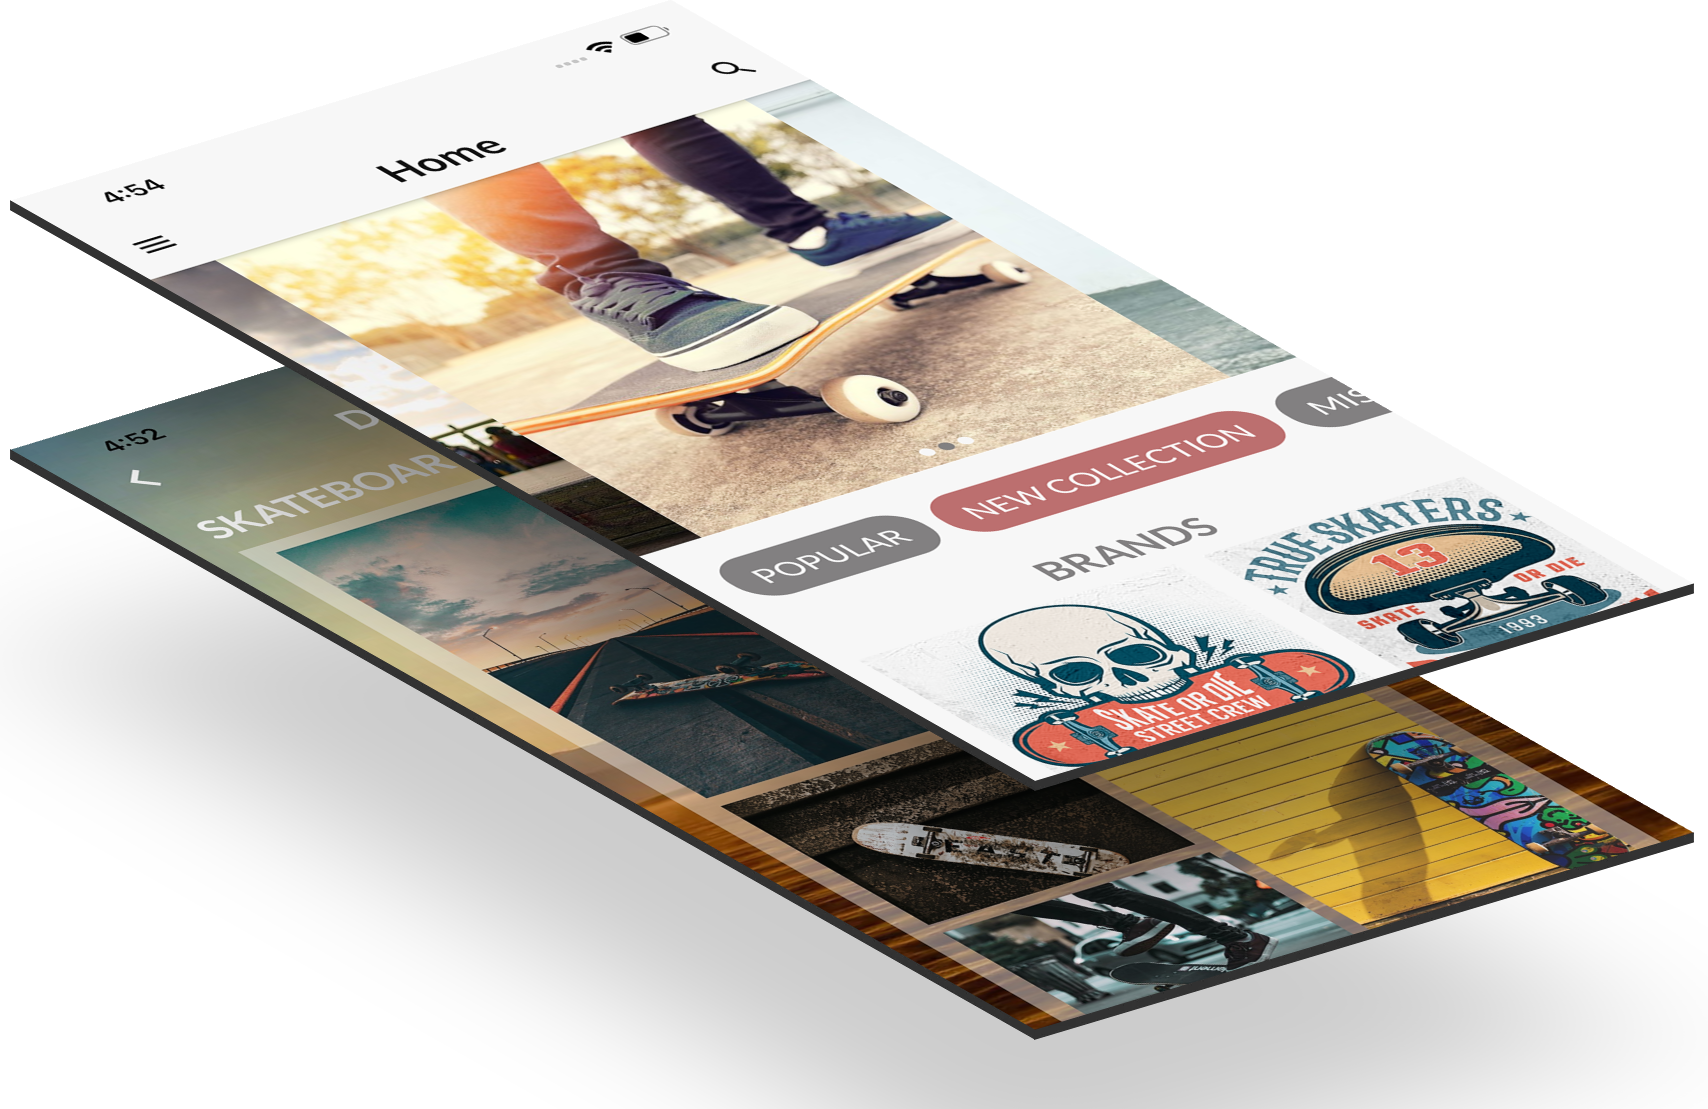 4:54
Home
POPULAR
NEW COLLECTION
MIS
BRANDS
SKATE OR DIE
STREET CREW
TRUE SKATERS
13
SKATE
OR DIE
1993
4:52
D
SKATEBOAR